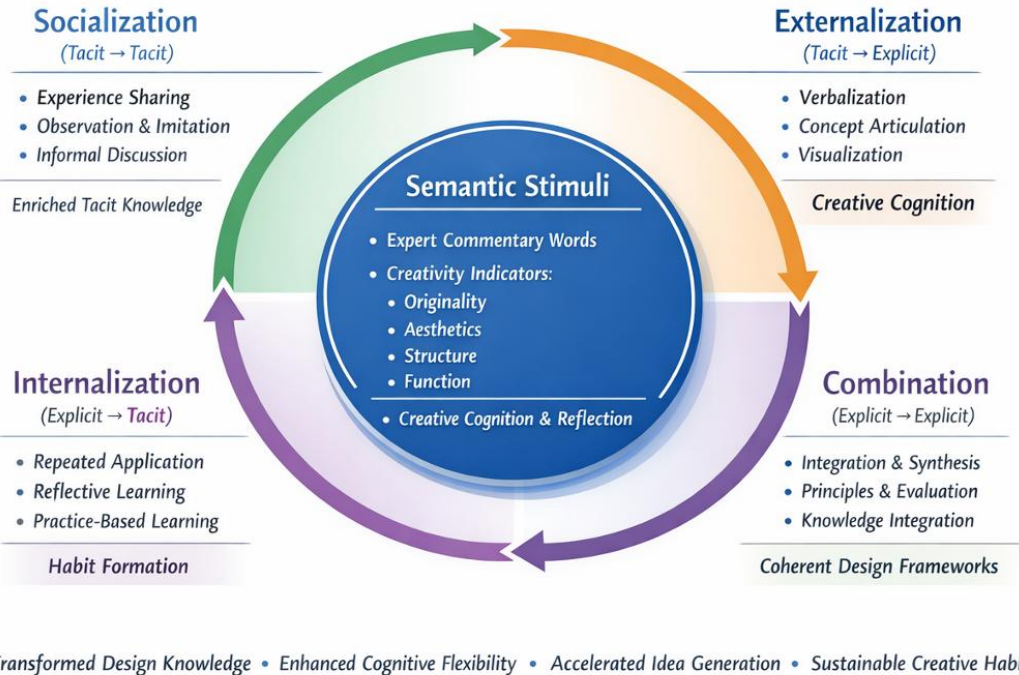 Socialization
(Tacit → Tacit)
• Experience Sharing
• Observation & Imitation
• Informal Discussion
Enriched Tacit Knowledge
Externalization
(Tacit → Explicit)
• Verbalization
• Concept Articulation
• Visualization
Creative Cognition
Semantic Stimuli
• Expert Commentary Words
• Creativity Indicators:
• Originality
• Aesthetics
• Structure
• Function
• Creative Cognition & Reflection
Internalization
(Explicit → Tacit)
• Repeated Application
• Reflective Learning
• Practice-Based Learning
Habit Formation
Combination
(Explicit → Explicit)
• Integration & Synthesis
• Principles & Evaluation
• Knowledge Integration
Coherent Design Frameworks
ransformed Design Knowledge • Enhanced Cognitive Flexibility • Accelerated Idea Generation • Sustainable Creative Habi